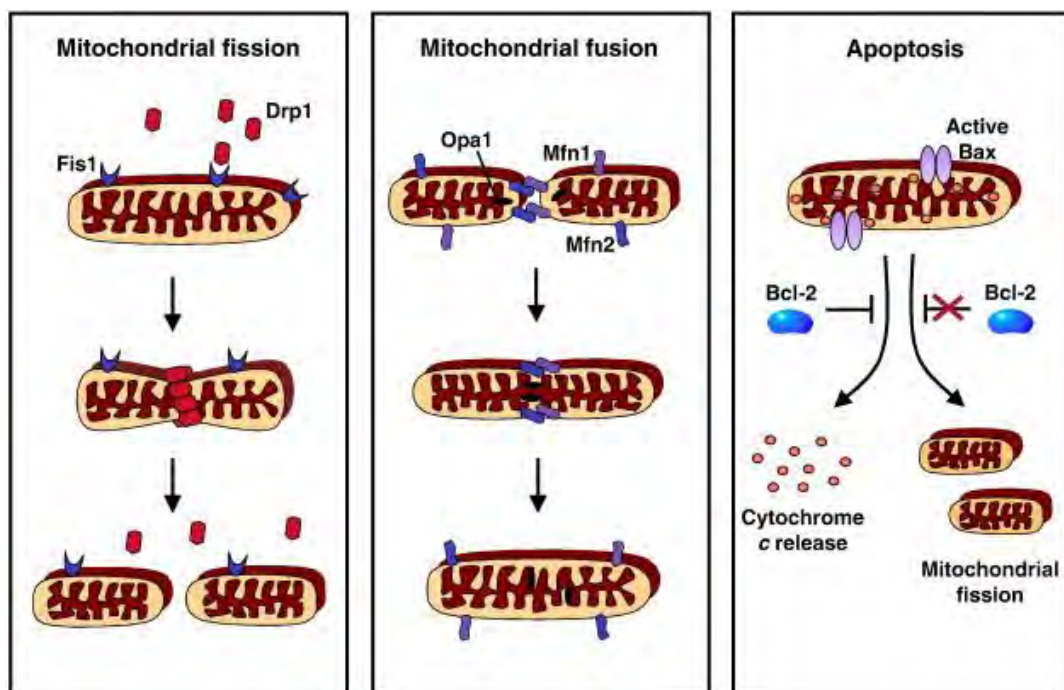 Mitochondrial fission
Drp1
Fis1
Mitochondrial fusion
Opa1
Mfn1
Mfn2
Apoptosis
Active
Bax
Bcl-2
Bcl-2
Cytochrome
c release
Mitochondrial
fission